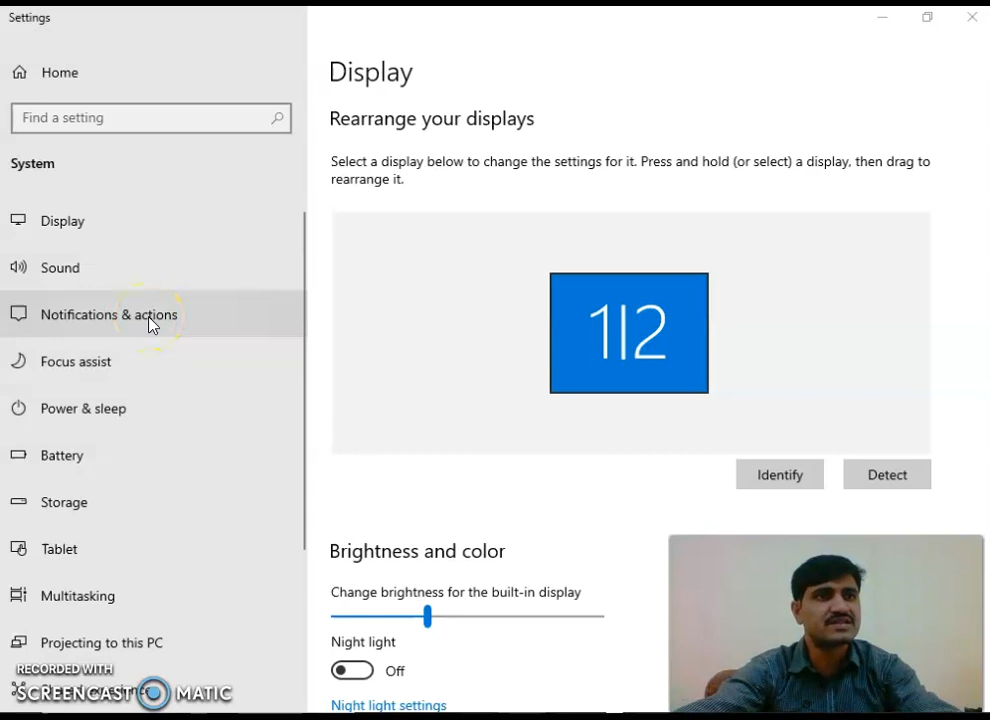 Settings
Home
Find a setting
System
Display
Sound
Notifications & actions
Focus assist
Power & sleep
Battery
Storage
Tablet
Multitasking
Projecting to this PC
RECORDED WITH
SCREENCAST MATIC
Display
Rearrange your displays
Select a display below to change the settings for it. Press and hold (or select) a display, then drag to
rearrange it.
1|2
Identify
Detect
Brightness and color
Change brightness for the built-in display
Night light
Off
Night light settings